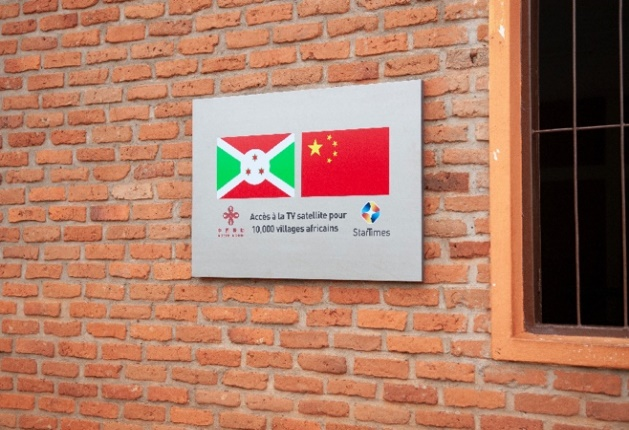 Accès à la TV satellite pour
10,000 villages africains
StarTimes